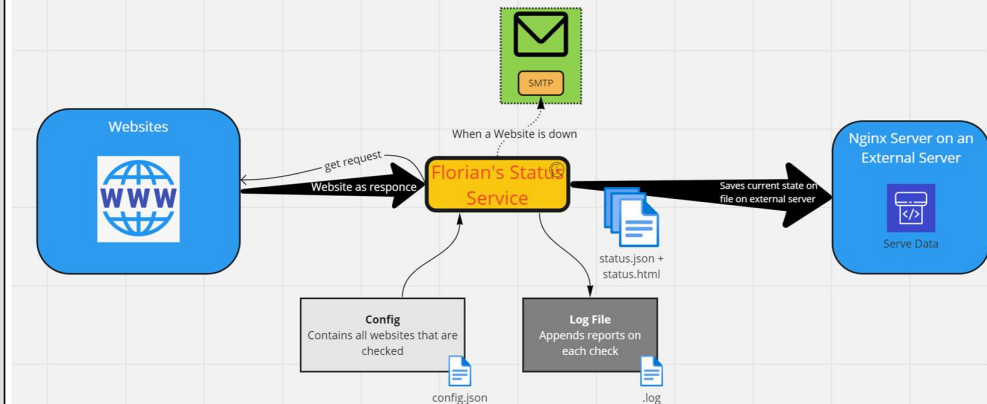 SMTP
When a Website is down
Websites
WWW
get request
Website as responce
Florian's Status
Service
Saves current state on
file on external server
Nginx Server on an
External Server
</>
Serve Data
status.json +
status.html
Config
Contains all websites that are
checked
config.json
Log File
Appends reports on
each check
.log